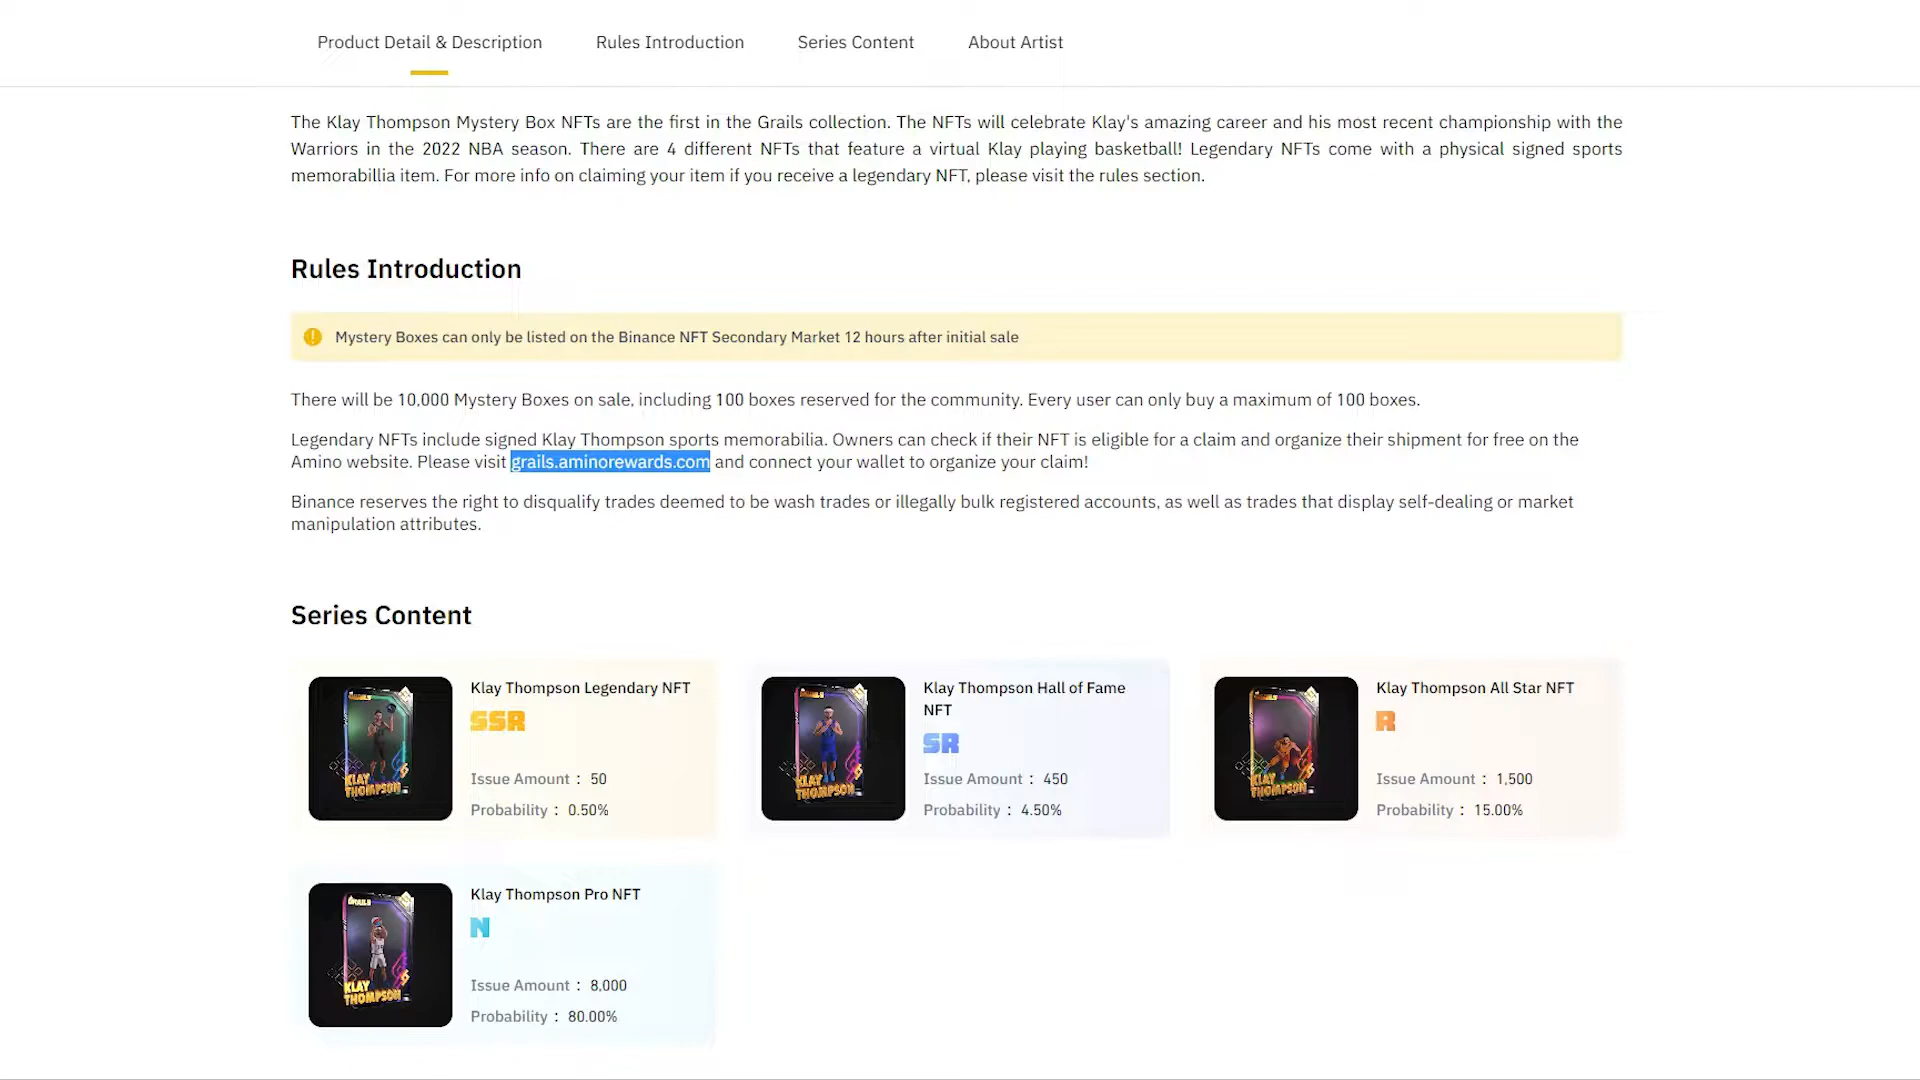 Product Detail & Description
Rules Introduction
Series Content
About Artist
The Klay Thompson Mystery Box NFTs are the first in the Grails collection. The NFTs will celebrate Klay's amazing career and his most recent championship with the
Warriors in the 2022 NBA season. There are 4 different NFTs that feature a virtual Klay playing basketball! Legendary NFTs come with a physical signed sports
memorabillia item. For more info on claiming your item if you receive a legendary NFT, please visit the rules section.
Rules Introduction
Mystery Boxes can only be listed on the Binance NFT Secondary Market 12 hours after initial sale
There will be 10,000 Mystery Boxes on sale, including 100 boxes reserved for the community. Every user can only buy a maximum of 100 boxes.
Legendary NFTs include signed Klay Thompson sports memorabilia. Owners can check if their NFT is eligible for a claim and organize their shipment for free on the
Amino website. Please visit grails.aminorewards.com and connect your wallet to organize your claim!
Binance reserves the right to disqualify trades deemed to be wash trades or illegally bulk registered accounts, as well as trades that display self-dealing or market
manipulation attributes.
Series Content
KLAY
THOMPSON
Klay Thompson Legendary NFT
SSR
Issue Amount : 50
Probability : 0.50%
KLAY
THOMPSON
Klay Thompson Hall of Fame
NFT
SR
Issue Amount : 450
Probability : 4.50%
KLAY
THOMPSON
Klay Thompson All Star NFT
R
Issue Amount : 1,500
Probability : 15.00%
GRAILS
KLAY
THOMPSON
Klay Thompson Pro NFT
N
Issue Amount : 8,000
Probability : 80.00%